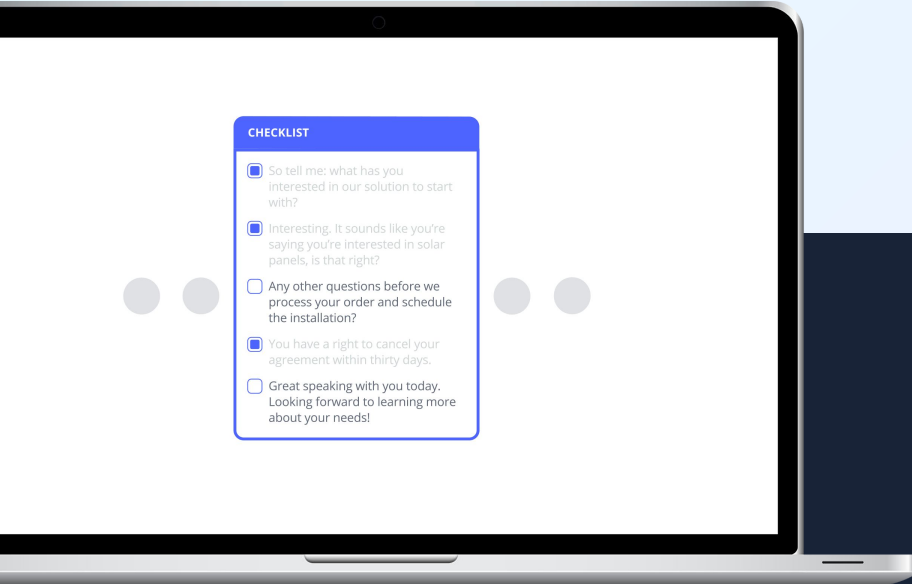 CHECKLIST
So tell me: what has you
interested in our solution to start
with?
Interesting. It sounds like you're
saying you're interested in solar
panels, is that right?
Any other questions before we
process your order and schedule
the installation?
You have a right to cancel your
agreement within thirty days.
Great speaking with you today.
Looking forward to learning more
about your needs!